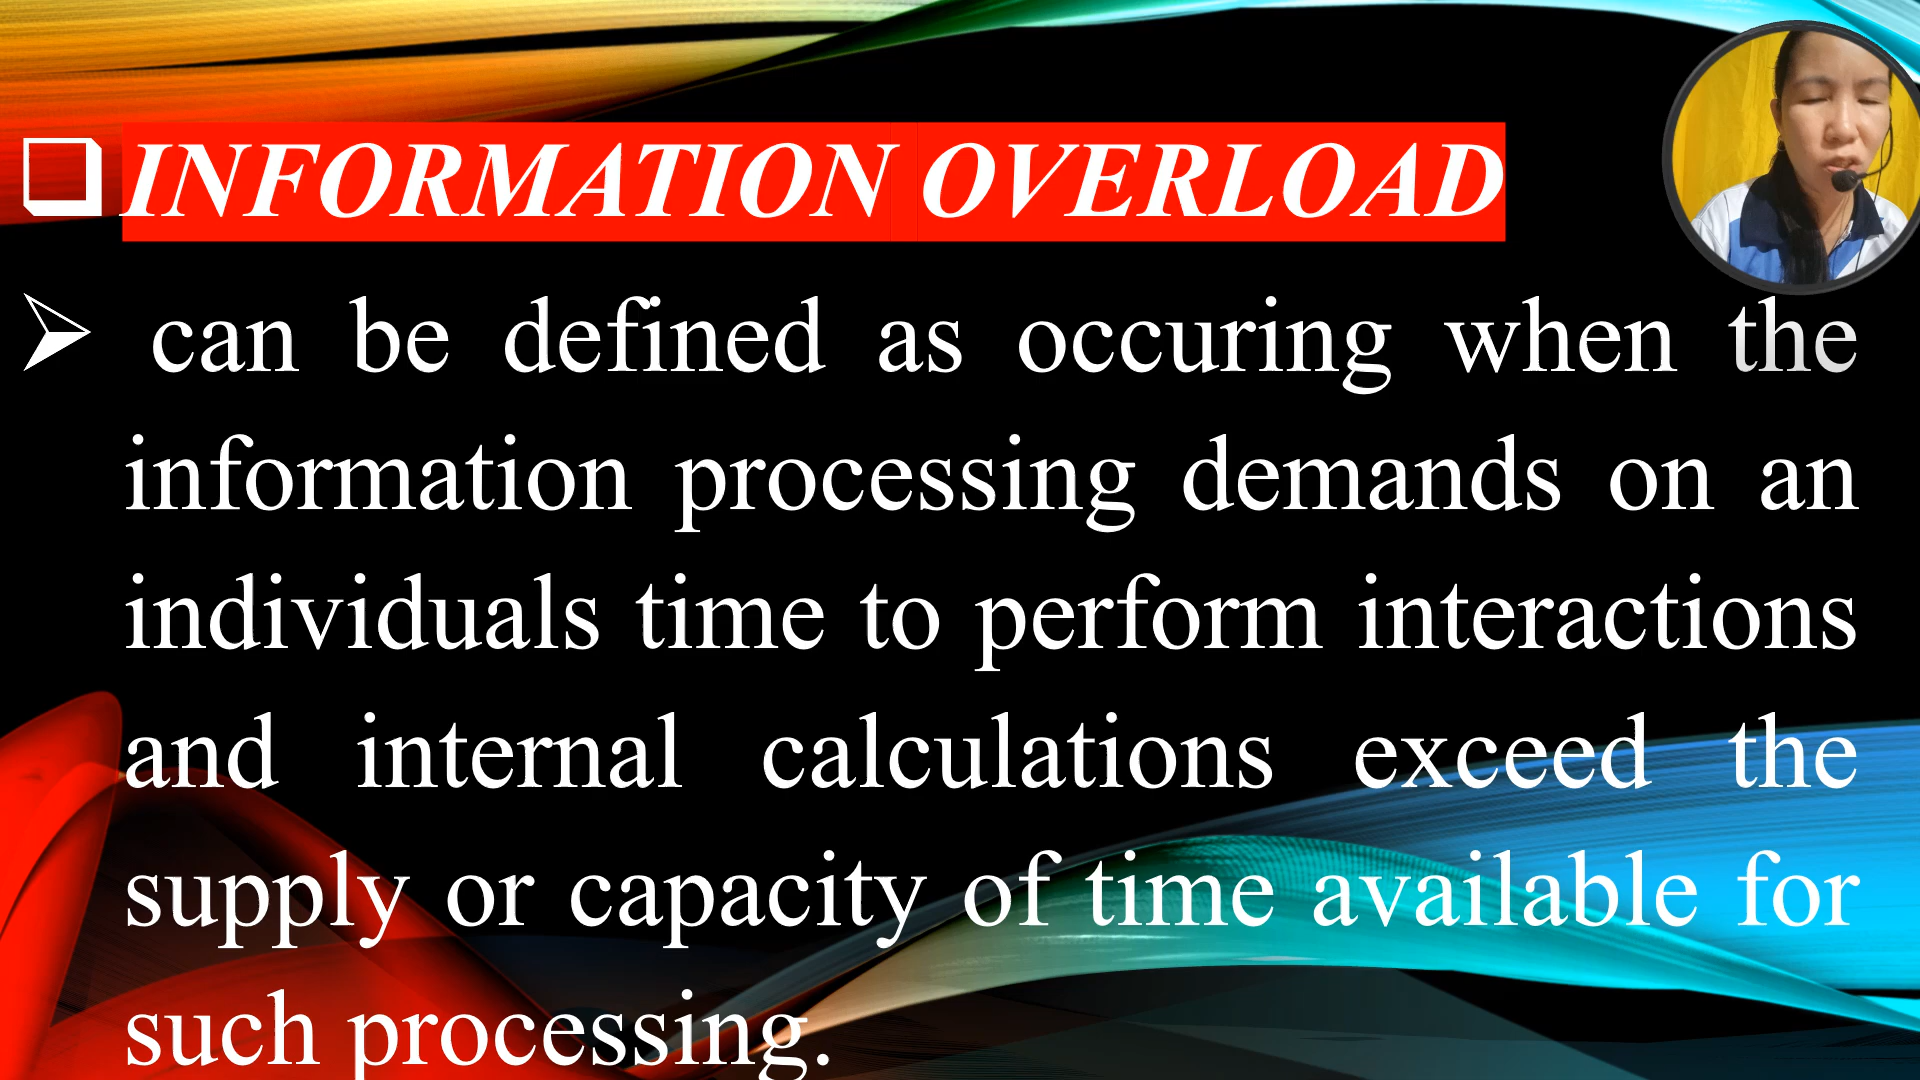 INFORMATION OVERLOAD
can be defined as occuring when the
information processing demands on an
individuals time to perform interactions
and internal calculations exceed the
supply or capacity of time available for
such processing.